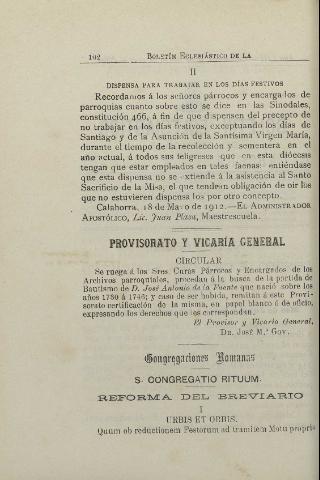 102 BOLETÍN ECLESIÁSTICO DE LA
II
DISPENSA PARA TRABAJAR EN LOS DÍAS FESTIVOS
Recordamos á los señores párrocos y encargados de
parroquias cuanto sobre esto se dice en las Sinodales,
constitución 466, á fin de que dispensen del precepto de
no trabajar en los días festivos, exceptuando los días de
Santiago y de la Asunción de la Santísima Virgen María,
durante el tiempo de la recolección y sementera en el
año actual, á todos sus feligreses que en esta diócesis
tengan que estar empleados en tales faenas: entiéndase
que esta dispensa no se extiende á la asistencia al Santo
Sacrificio de la Misa, el que tendrán obligación de oir los
que no estuvieren dispensados por otro concepto.
Calahorra, 18 de Mayo de 1912.—EL ADMINISTRADOR
APOSTÓLICO, Lic. Juan Plaza, Maestrescuela.
PROVISORATO Y VICARÍA GENERAL
CIRCULAR
Se ruega á los Sres. Curas Párrocos y Encargados de los
Archivos parroquiales, procedan á la busca de la partida de
Bautismo de D. José Antonio de la Fuente que nació sobre los
años 1730 á 1746; y caso de ser habida, remitan á este Provi-
sorato certificación de la misma, en papel blanco ó de oficio,
expresando los derechos que les correspondan.
El Provisor y Vicario General,
DR. JOSÉ M.ª GOY.
Congregaciones Romanas
S. CONGREGATIO RITUUM.
REFORMA DEL BREVIARIO
I
URBIS ET ORBIS.
Quum ob reductionem Festorum ad tramitem Motu proprio